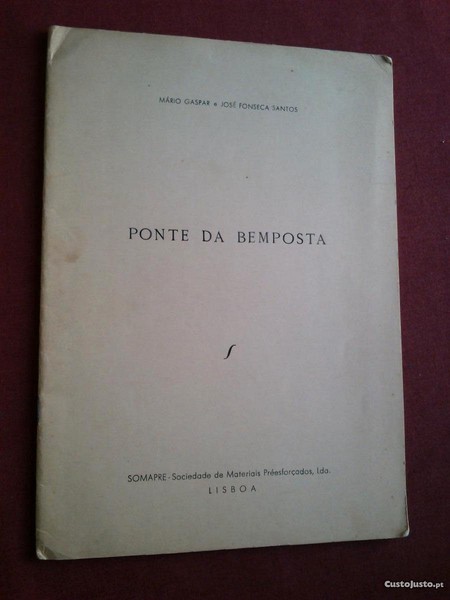 MÁRIO GASPAR e JOSÉ FONSECA SANTOS
PONTE DA BEMPOSTA
SOMAPRE - Sociedade de Materiais Préesforçados, Lda.
LISBOA
CustoJusto.pt